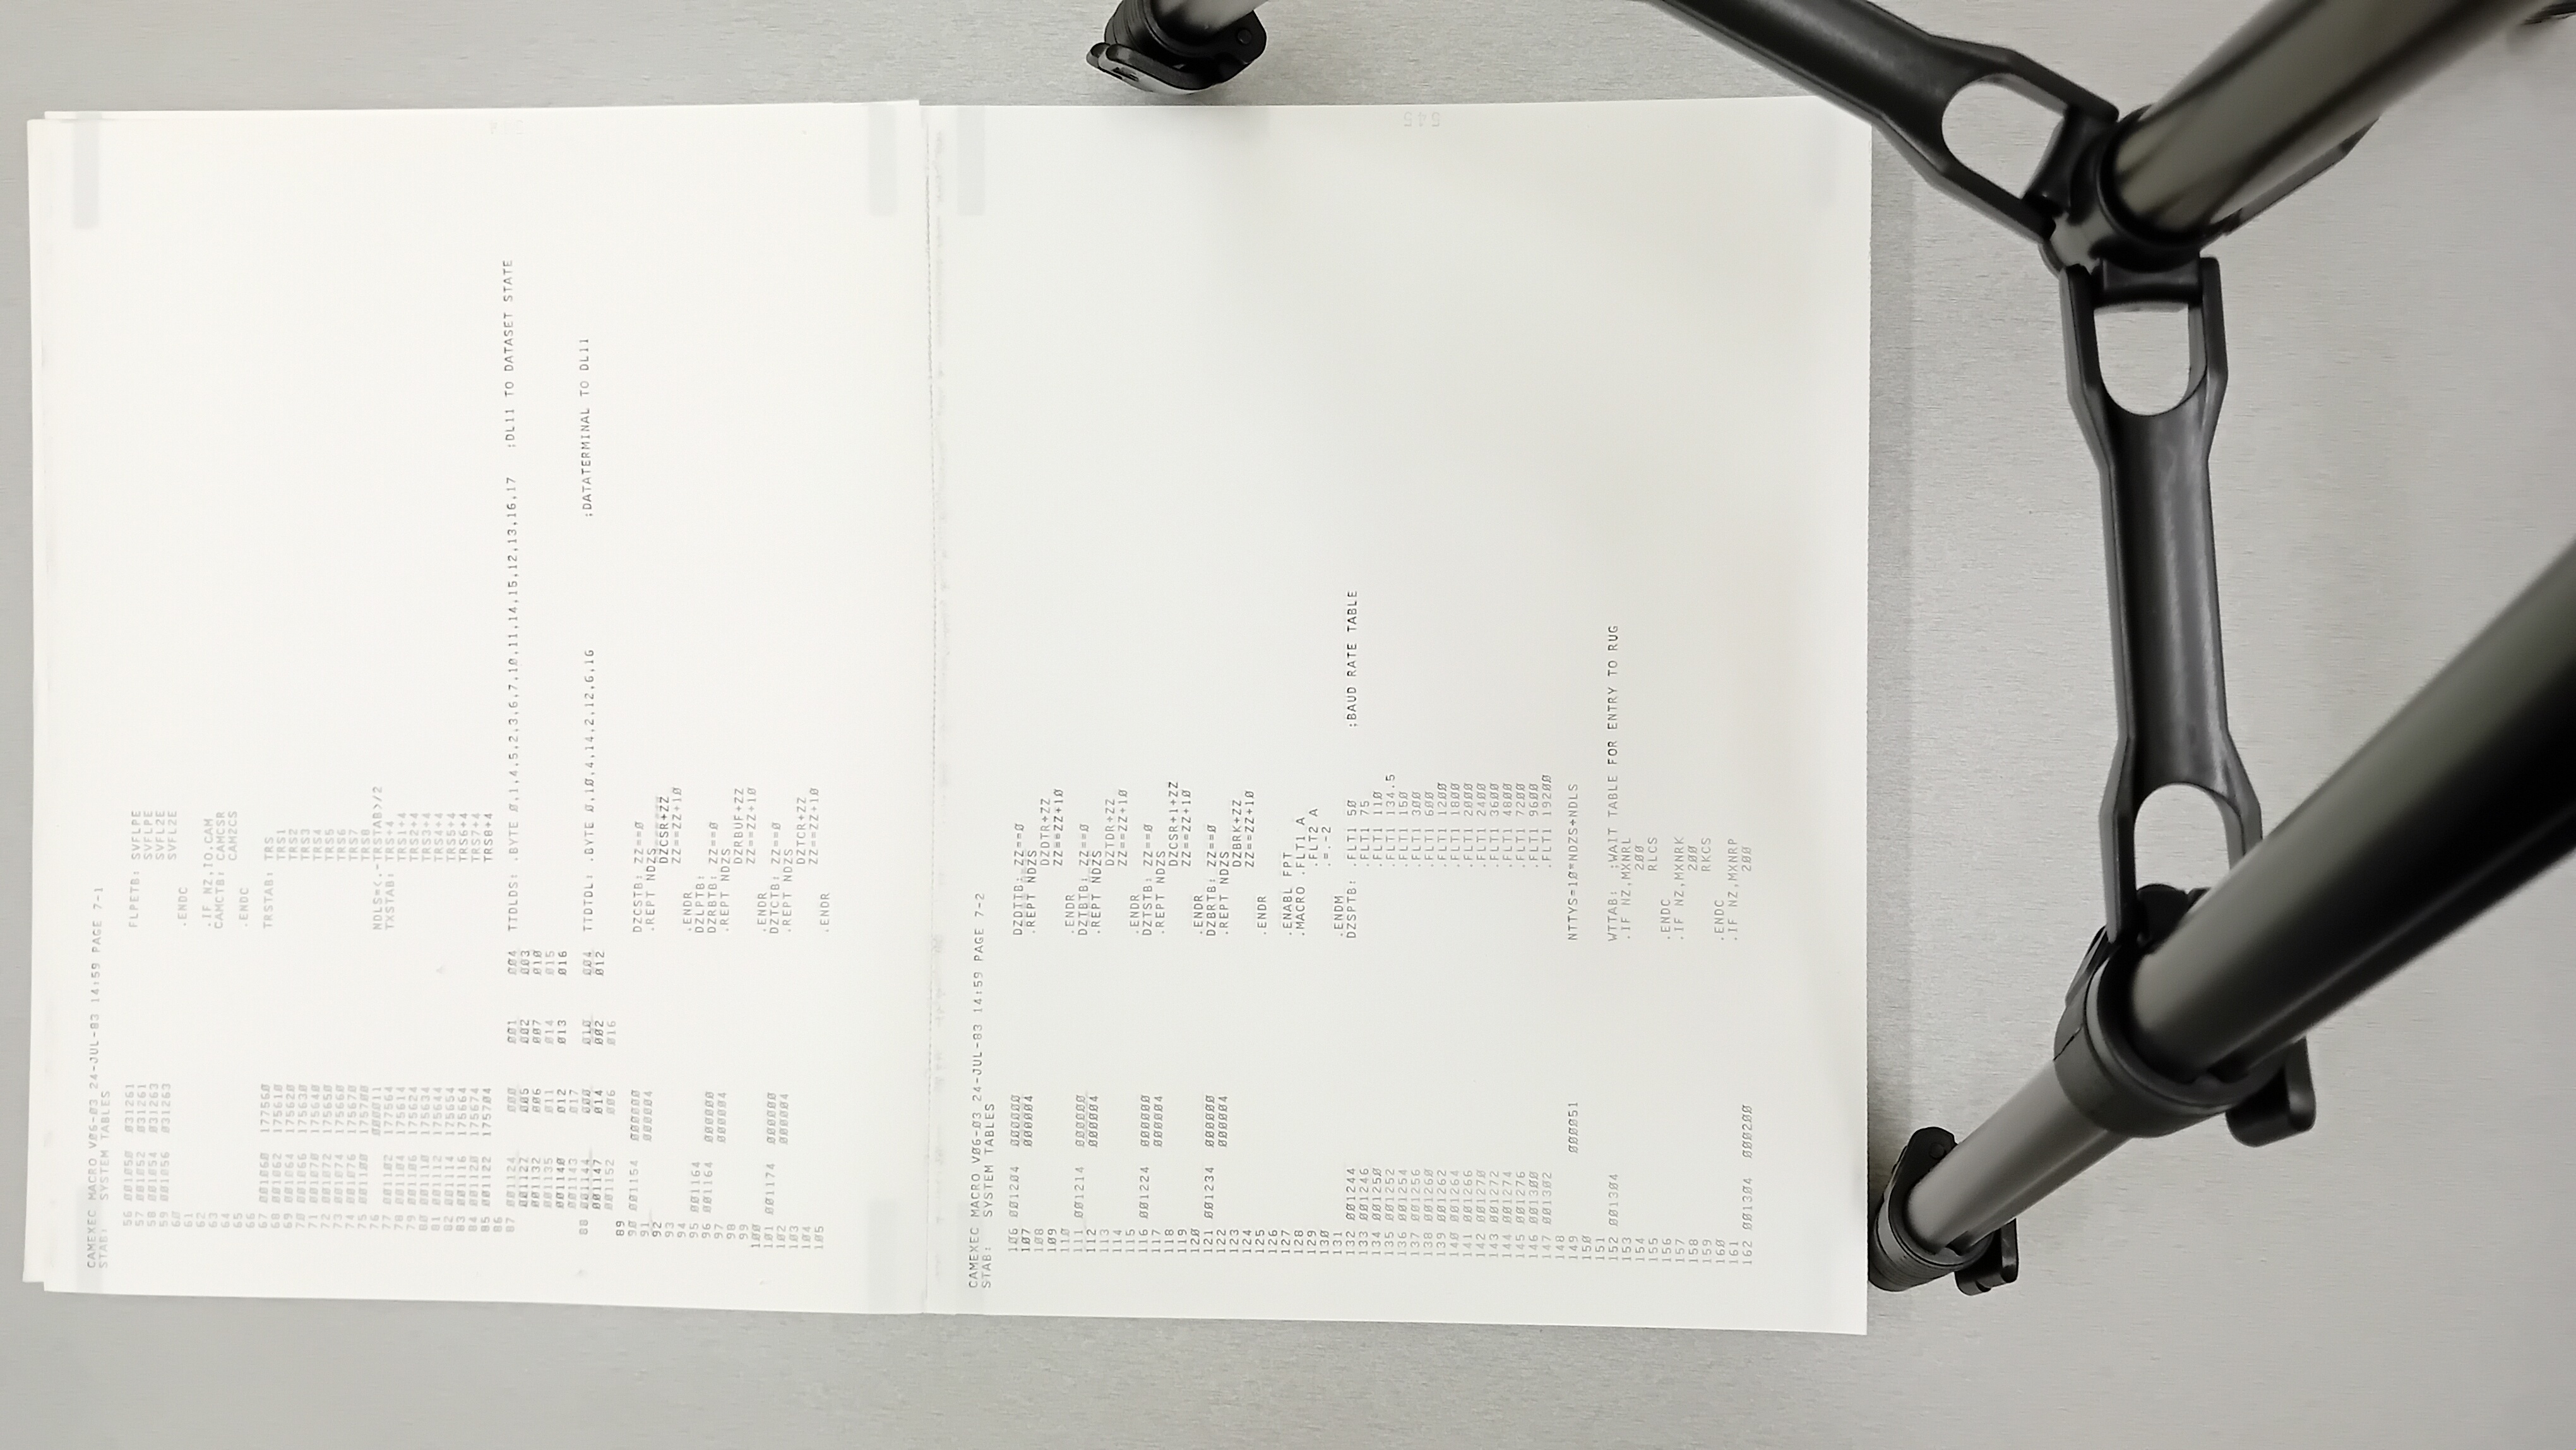 CAMEXEC MACRO VØ6-Ø3 24-JUL-83 14:59 PAGE 7-1
STAB: SYSTEM TABLES
56 ØØ1Ø5Ø Ø31261 FLPETB: SVFLPE
57 ØØ1Ø52 Ø31261 SVFLPE
58 ØØ1Ø54 Ø31263 SVFL2E
59 ØØ1Ø56 Ø31263 SVFL2E
6Ø .ENDC
61
62 .IF NZ,IO.CAM
63 CAMCTB: CAMCSR
64 CAM2CS
65 .ENDC
66
67 ØØ1Ø6Ø 17756Ø TRSTAB: TRS
68 ØØ1Ø62 17561Ø TRS1
69 ØØ1Ø64 17562Ø TRS2
7Ø ØØ1Ø66 17563Ø TRS3
71 ØØ1Ø7Ø 17564Ø TRS4
72 ØØ1Ø72 17565Ø TRS5
73 ØØ1Ø74 17566Ø TRS6
74 ØØ1Ø76 17567Ø TRS7
75 ØØ11ØØ 1757ØØ TRS8
76 ØØØØ11 NDLS=<.-TRSTAB>/2
77 ØØ11Ø2 177564 TXSTAB: TRS+4
78 ØØ11Ø4 175614 TRS1+4
79 ØØ11Ø6 175624 TRS2+4
8Ø ØØ111Ø 175634 TRS3+4
81 ØØ1112 175644 TRS4+4
82 ØØ1114 175654 TRS5+4
83 ØØ1116 175664 TRS6+4
84 ØØ112Ø 175674 TRS7+4
85 ØØ1122 1757Ø4 TRS8+4
86
87 ØØ1124 ØØØ ØØ1 ØØ4 TTDLDS: .BYTE Ø,1,4,5,2,3,6,7,1Ø,11,14,15,12,13,16,17 ;DL11 TO DATASET STATE
ØØ1127 ØØ5 ØØ2 ØØ3
ØØ1132 ØØ6 ØØ7 Ø1Ø
ØØ1135 Ø11 Ø14 Ø15
ØØ114Ø Ø12 Ø13 Ø16
ØØ1143 Ø17
88 ØØ1144 ØØØ Ø1Ø ØØ4 TTDTDL: .BYTE Ø,1Ø,4,14,2,12,6,16 ;DATATERMINAL TO DL11
ØØ1147 Ø14 ØØ2 Ø12
ØØ1152 ØØ6 Ø16
89
9Ø ØØ1154 ØØØØØØ DZCSTB: ZZ==Ø
91 ØØØØØ4 .REPT NDZS
92 DZCSR+ZZ
93 ZZ==ZZ+1Ø
94 .ENDR
95 ØØ1164 DZLPTB:
96 ØØ1164 ØØØØØØ DZRBTB: ZZ==Ø
97 ØØØØØ4 .REPT NDZS
98 DZRBUF+ZZ
99 ZZ==ZZ+1Ø
1ØØ .ENDR
1Ø1 ØØ1174 ØØØØØØ DZTCTB: ZZ==Ø
1Ø2 ØØØØØ4 .REPT NDZS
1Ø3 DZTCR+ZZ
1Ø4 ZZ==ZZ+1Ø
1Ø5 .ENDR
CAMEXEC MACRO VØ6-Ø3 24-JUL-83 14:59 PAGE 7-2
STAB: SYSTEM TABLES
1Ø6 ØØ12Ø4 ØØØØØØ DZDTTB: ZZ==Ø
1Ø7 ØØØØØ4 .REPT NDZS
1Ø8 DZDTR+ZZ
1Ø9 ZZ==ZZ+1Ø
11Ø .ENDR
111 ØØ1214 ØØØØØØ DZTBTB: ZZ==Ø
112 ØØØØØ4 .REPT NDZS
113 DZTDR+ZZ
114 ZZ==ZZ+1Ø
115 .ENDR
116 ØØ1224 ØØØØØØ DZTSTB: ZZ==Ø
117 ØØØØØ4 .REPT NDZS
118 DZCSR+1+ZZ
119 ZZ==ZZ+1Ø
12Ø .ENDR
121 ØØ1234 ØØØØØØ DZBRTB: ZZ==Ø
122 ØØØØØ4 .REPT NDZS
123 DZBRK+ZZ
124 ZZ==ZZ+1Ø
125 .ENDR
126
127 .ENABL FPT
128 .MACRO .FLT1 A
129 .FLT2 A
13Ø .=.-2
131 .ENDM
132 ØØ1244 DZSPTB: .FLT1 5Ø ;BAUD RATE TABLE
133 ØØ1246 .FLT1 75
134 ØØ125Ø .FLT1 11Ø
135 ØØ1252 .FLT1 134.5
136 ØØ1254 .FLT1 15Ø
137 ØØ1256 .FLT1 3ØØ
138 ØØ126Ø .FLT1 6ØØ
139 ØØ1262 .FLT1 12ØØ
14Ø ØØ1264 .FLT1 18ØØ
141 ØØ1266 .FLT1 2ØØØ
142 ØØ127Ø .FLT1 24ØØ
143 ØØ1272 .FLT1 36ØØ
144 ØØ1274 .FLT1 48ØØ
145 ØØ1276 .FLT1 72ØØ
146 ØØ13ØØ .FLT1 96ØØ
147 ØØ13Ø2 .FLT1 192ØØ
148
149 ØØØØ51 NTTYS=1Ø*NDZS+NDLS
15Ø
151
152 ØØ13Ø4 WTTAB: ;WAIT TABLE FOR ENTRY TO RUG
153 .IF NZ,MXNRL
154 2ØØ
155 RLCS
156 .ENDC
157 .IF NZ,MXNRK
158 2ØØ
159 RKCS
16Ø .ENDC
161 .IF NZ,MXNRP
162 ØØ13Ø4 ØØØ2ØØ 2ØØ
645